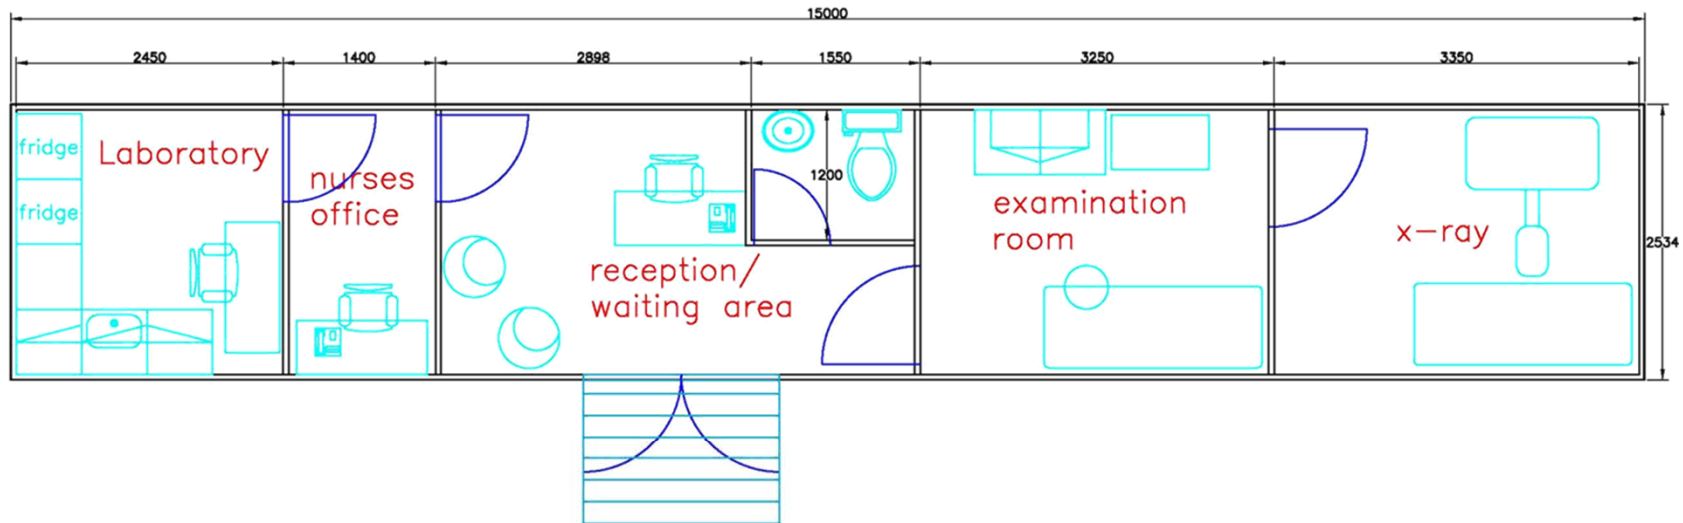 15000
2450 1400 2898 1550 3250 3350
fridge
Laboratory
fridge
nurses
office
1200
examination
room
x-ray
2534
reception/
waiting area